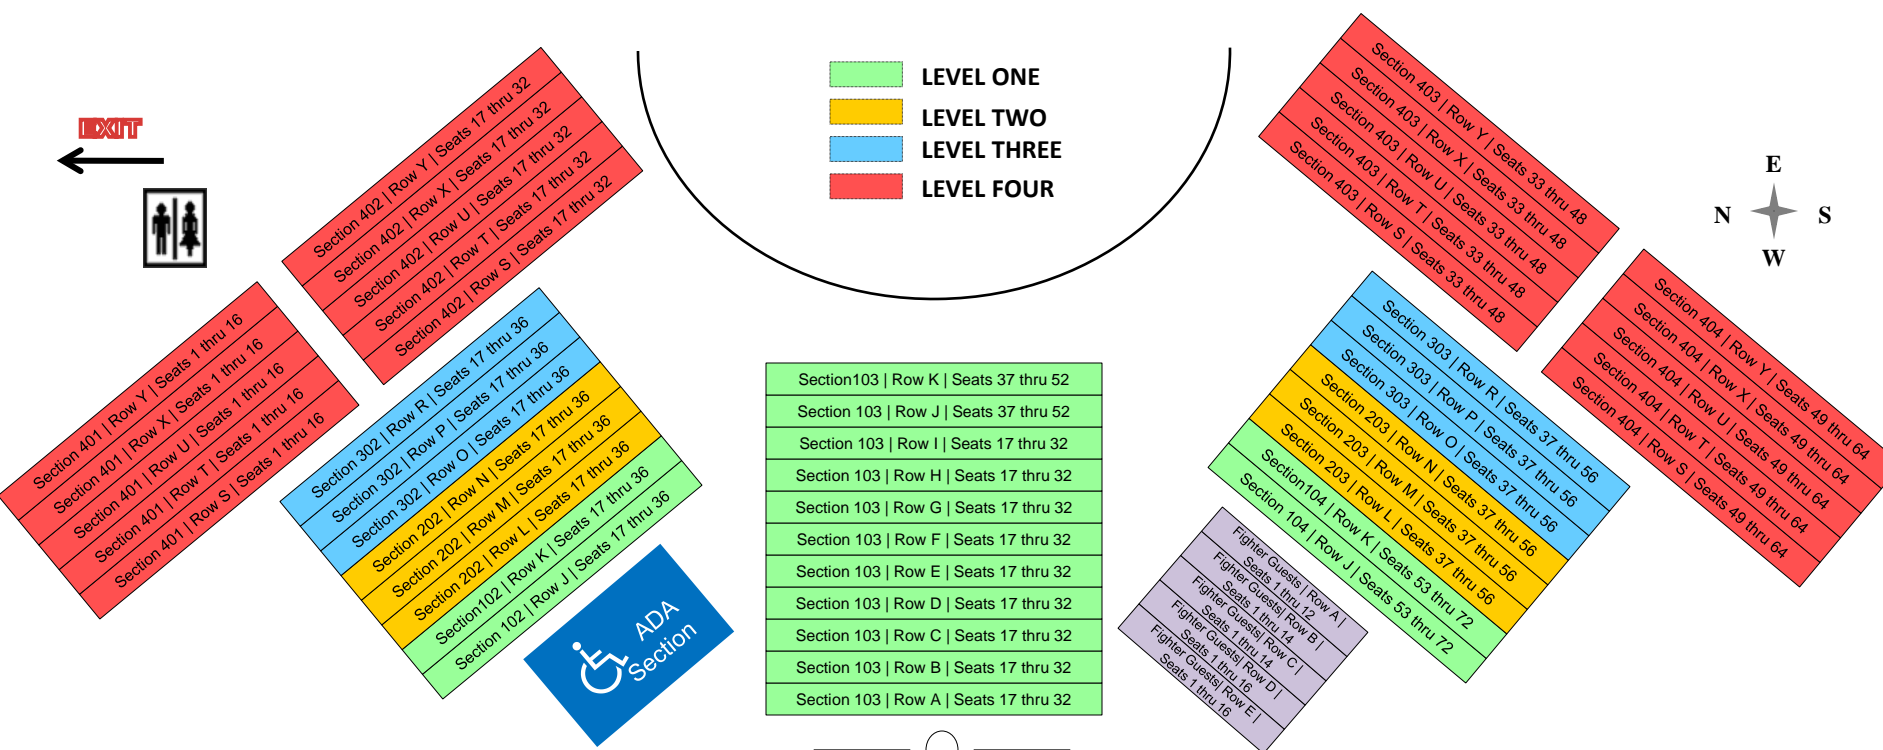 LEVEL ONE
LEVEL TWO
LEVEL THREE
LEVEL FOUR
EXIT
E
N
S
W
Section 402 | Row Y | Seats 17 thru 32
Section 402 | Row X | Seats 17 thru 32
Section 402 | Row U | Seats 17 thru 32
Section 402 | Row T | Seats 17 thru 32
Section 402 | Row S | Seats 17 thru 32
Section 403 | Row Y | Seats 33 thru 48
Section 403 | Row X | Seats 33 thru 48
Section 403 | Row U | Seats 33 thru 48
Section 403 | Row T | Seats 33 thru 48
Section 403 | Row S | Seats 33 thru 48
Section 401 | Row Y | Seats 1 thru 16
Section 401 | Row X | Seats 1 thru 16
Section 401 | Row U | Seats 1 thru 16
Section 401 | Row T | Seats 1 thru 16
Section 401 | Row S | Seats 1 thru 16
Section 302 | Row R | Seats 17 thru 36
Section 302 | Row P | Seats 17 thru 36
Section 302 | Row O | Seats 17 thru 36
Section 202 | Row N | Seats 17 thru 36
Section 202 | Row M | Seats 17 thru 36
Section 202 | Row L | Seats 17 thru 36
Section102 | Row K | Seats 17 thru 36
Section 102 | Row J | Seats 17 thru 36
ADA
Section
Section103 | Row K | Seats 37 thru 52
Section 103 | Row J | Seats 37 thru 52
Section 103 | Row I | Seats 17 thru 32
Section 103 | Row H | Seats 17 thru 32
Section 103 | Row G | Seats 17 thru 32
Section 103 | Row F | Seats 17 thru 32
Section 103 | Row E | Seats 17 thru 32
Section 103 | Row D | Seats 17 thru 32
Section 103 | Row C | Seats 17 thru 32
Section 103 | Row B | Seats 17 thru 32
Section 103 | Row A | Seats 17 thru 32
Section 303 | Row R | Seats 37 thru 56
Section 303 | Row P | Seats 37 thru 56
Section 303 | Row O | Seats 37 thru 56
Section 203 | Row N | Seats 37 thru 56
Section 203 | Row M | Seats 37 thru 56
Section 203 | Row L | Seats 37 thru 56
Section104 | Row K | Seats 53 thru 72
Section 104 | Row J | Seats 53 thru 72
Section 404 | Row Y | Seats 49 thru 64
Section 404 | Row X | Seats 49 thru 64
Section 404 | Row U | Seats 49 thru 64
Section 404 | Row T | Seats 49 thru 64
Section 404 | Row S | Seats 49 thru 64
Fighter Guests | Row A |
Seats 1 thru 12
Fighter Guests| Row B |
Seats 1 thru 14
Fighter Guests| Row C |
Seats 1 thru 14
Fighter Guests| Row D |
Seats 1 thru 16
Fighter Guests| Row E |
Seats 1 thru 16